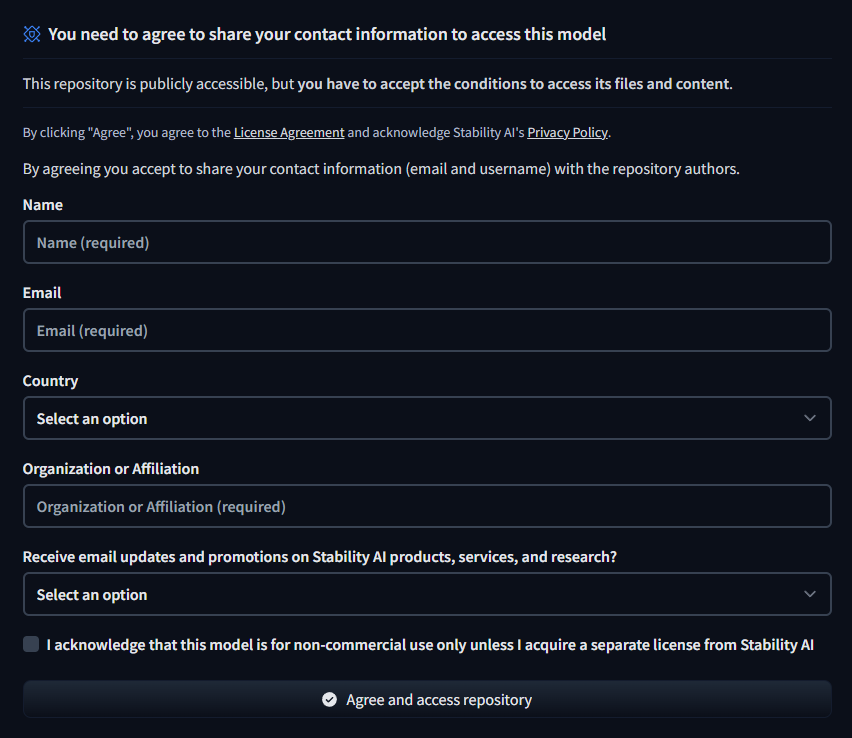 You need to agree to share your contact information to access this model
This repository is publicly accessible, but you have to accept the conditions to access its files and content.
By clicking "Agree", you agree to the License Agreement and acknowledge Stability AI's Privacy Policy.
By agreeing you accept to share your contact information (email and username) with the repository authors.
Name
Name (required)
Email
Email (required)
Country
Select an option
Organization or Affiliation
Organization or Affiliation (required)
Receive email updates and promotions on Stability AI products, services, and research?
Select an option
I acknowledge that this model is for non-commercial use only unless I acquire a separate license from Stability AI
Agree and access repository